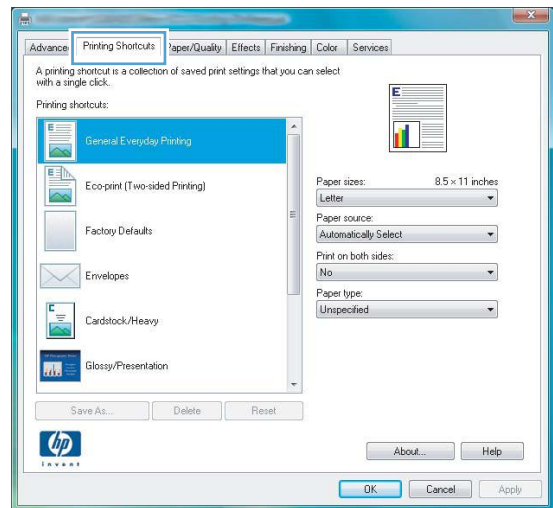 Advance
Printing Shortcuts
Paper/Quality
Effects
Finishing
Color
Services
A printing shortcut is a collection of saved print settings that you can select
with a single click.
Printing shortcuts:
General Everyday Printing
Eco-print (Two-sided Printing)
Factory Defaults
Envelopes
Cardstock/Heavy
Glossy/Presentation
Save As...
Delete
Reset
E
Paper sizes:
8.5 × 11 inches
Letter
Paper source:
Automatically Select
Print on both sides:
No
Paper type:
Unspecified
hp
invent
About...
Help
OK
Cancel
Apply